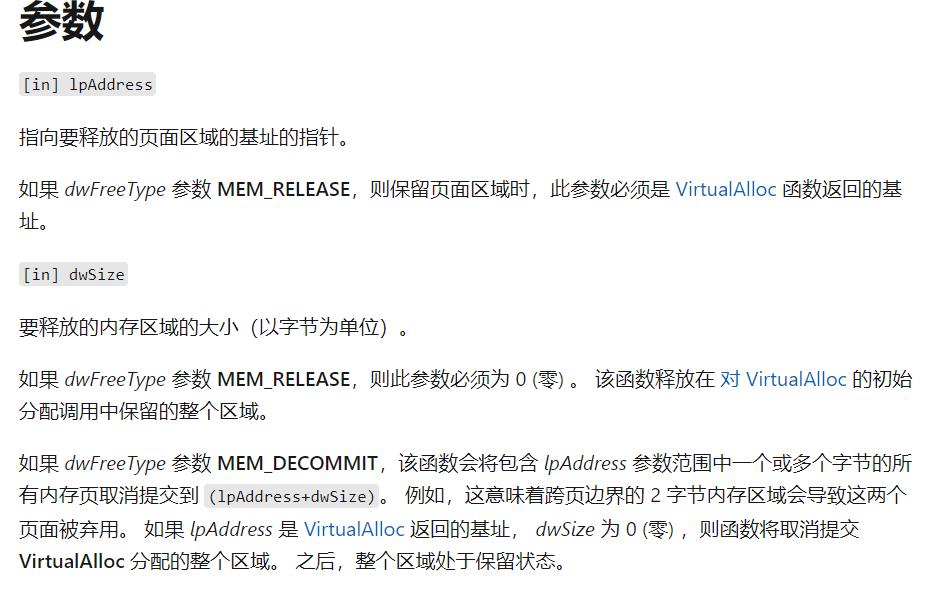 参数
[in] lpAddress
指向要释放的页面区域的基址的指针。
如果 dwFreeType 参数 MEM_RELEASE，则保留页面区域时，此参数必须是 VirtualAlloc 函数返回的基
址。
[in] dwSize
要释放的内存区域的大小（以字节为单位）。
如果 dwFreeType 参数 MEM_RELEASE，则此参数必须为 0 (零) 。 该函数释放在 对 VirtualAlloc 的初始
分配调用中保留的整个区域。
如果 dwFreeType 参数 MEM_DECOMMIT，该函数会将包含 lpAddress 参数范围中一个或多个字节的所
有内存页取消提交到 (lpAddress+dwSize)。 例如，这意味着跨页边界的 2 字节内存区域会导致这两个
页面被弃用。 如果 lpAddress 是 VirtualAlloc 返回的基址， dwSize 为 0 (零) ，则函数将取消提交
VirtualAlloc 分配的整个区域。 之后，整个区域处于保留状态。